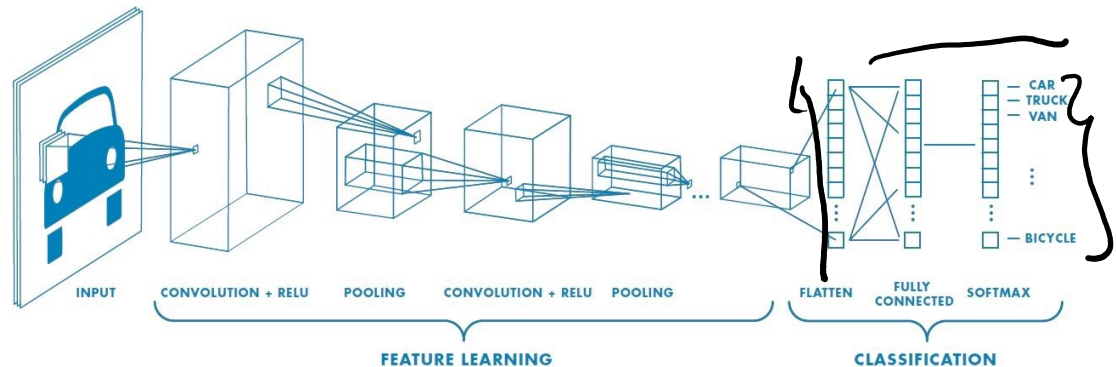 CAR
TRUCK
VAN
BICYCLE
INPUT
CONVOLUTION + RELU
POOLING
CONVOLUTION + RELU
POOLING
FLATTEN
FULLY
CONNECTED
SOFTMAX
FEATURE LEARNING
CLASSIFICATION